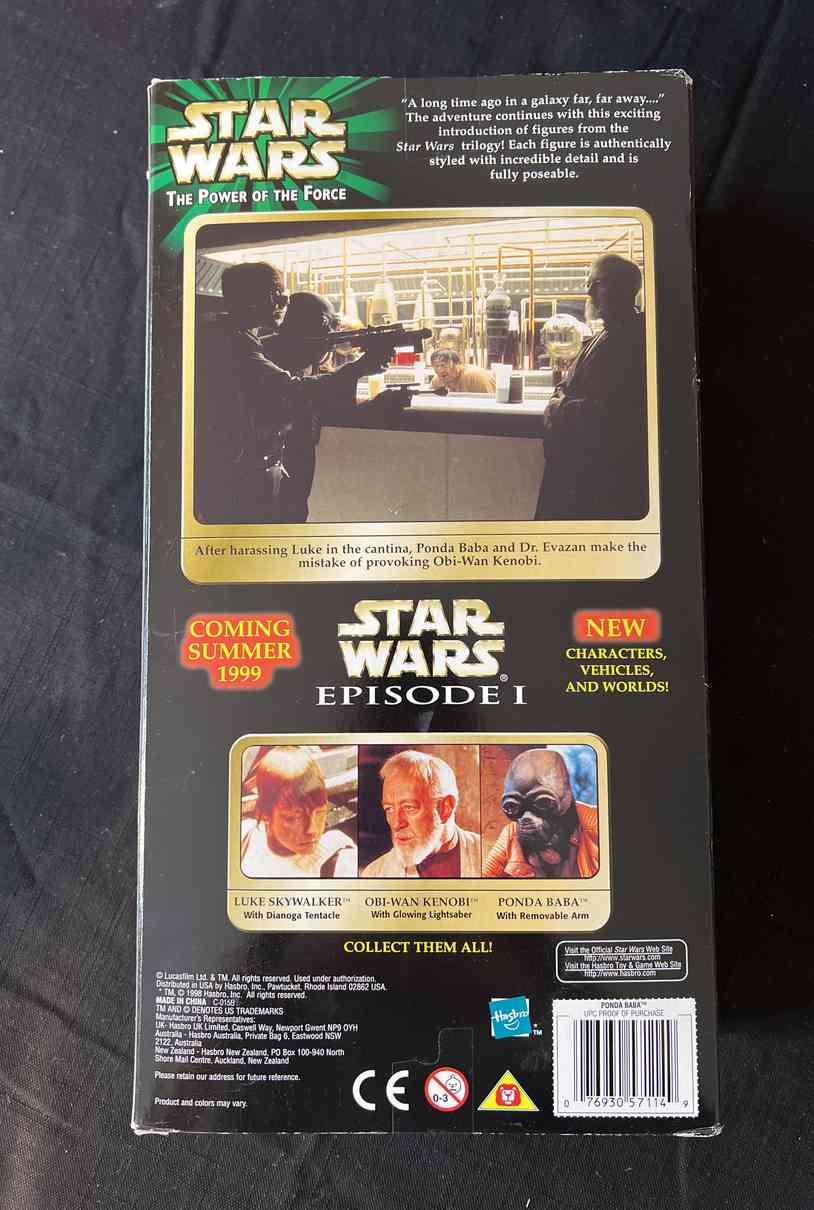 STAR
WARS
THE POWER OF THE FORCE
"A long time ago in a galaxy far, far away...."
The adventure continues with this exciting
introduction of figures from the
Star Wars trilogy! Each figure is authentically
styled with incredible detail and is
fully poseable.
After harassing Luke in the cantina, Ponda Baba and Dr. Evazan make the
mistake of provoking Obi-Wan Kenobi.
COMING
SUMMER
1999
STAR
WARS®
EPISODE I
NEW
CHARACTERS,
VEHICLES,
AND WORLDS!
LUKE SKYWALKER™
With Dianoga Tentacle
OBI-WAN KENOBI™
With Glowing Lightsaber
PONDA BABA™
With Removable Arm
COLLECT THEM ALL!
Visit the Official Star Wars Web Site
http://www.starwars.com
Visit the Hasbro Toy & Game Web Site
http://www.hasbro.com
© Lucasfilm Ltd. & TM. All rights reserved. Used under authorization.
Distributed in USA by Hasbro, Inc., Pawtucket, Rhode Island 02862 USA.
* TM, © 1998 Hasbro, Inc. All rights reserved.
MADE IN CHINA C-015B
TM AND © DENOTES US TRADEMARKS
Manufacturer's Representatives:
UK- Hasbro UK Limited, Caswell Way, Newport Gwent NP9 0YH
Australia - Hasbro Australia, Private Bag 6, Eastwood NSW
2122, Australia
New Zealand - Hasbro New Zealand, PO Box 100-940 North
Shore Mail Centre, Auckland, New Zealand
Please retain our address for future reference.
Product and colors may vary.
CE
0-3
Hasbro
*™
PONDA BABA™
UPC PROOF OF PURCHASE
0 76930 57114 9